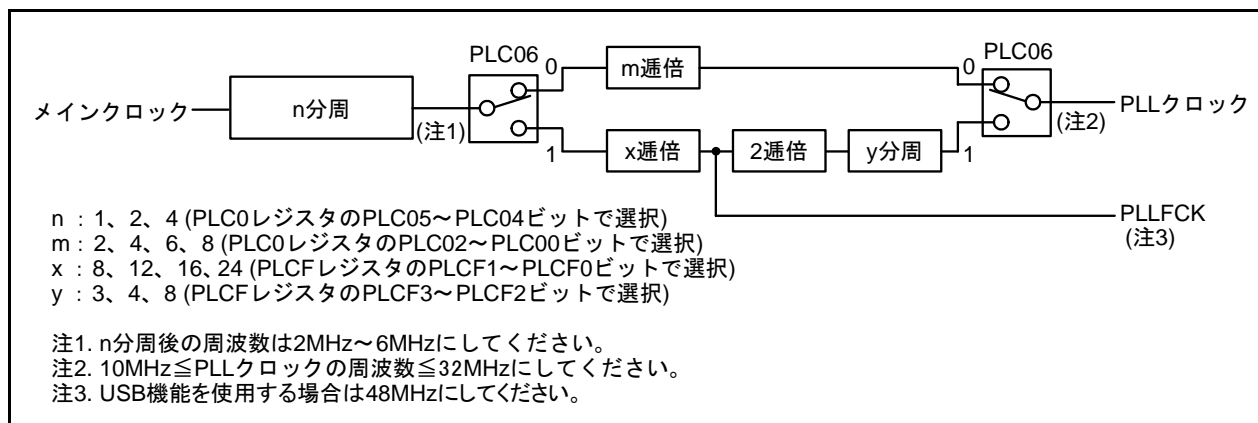 PLC06
PLC06
0
m逓倍
0
メインクロック
n分周
(注1)
PLLクロック
(注2)
1
x逓倍
2逓倍
y分周
1
PLLFCK
(注3)
n : 1、2、4 (PLC0レジスタのPLC05～PLC04ビットで選択)
m : 2、4、6、8 (PLC0レジスタのPLC02～PLC00ビットで選択)
x : 8、12、16、24 (PLCFレジスタのPLCF1～PLCF0ビットで選択)
y : 3、4、8 (PLCFレジスタのPLCF3～PLCF2ビットで選択)
注1. n分周後の周波数は2MHz～6MHzにしてください。
注2. 10MHz≦PLLクロックの周波数≦32MHzにしてください。
注3. USB機能を使用する場合は48MHzにしてください。